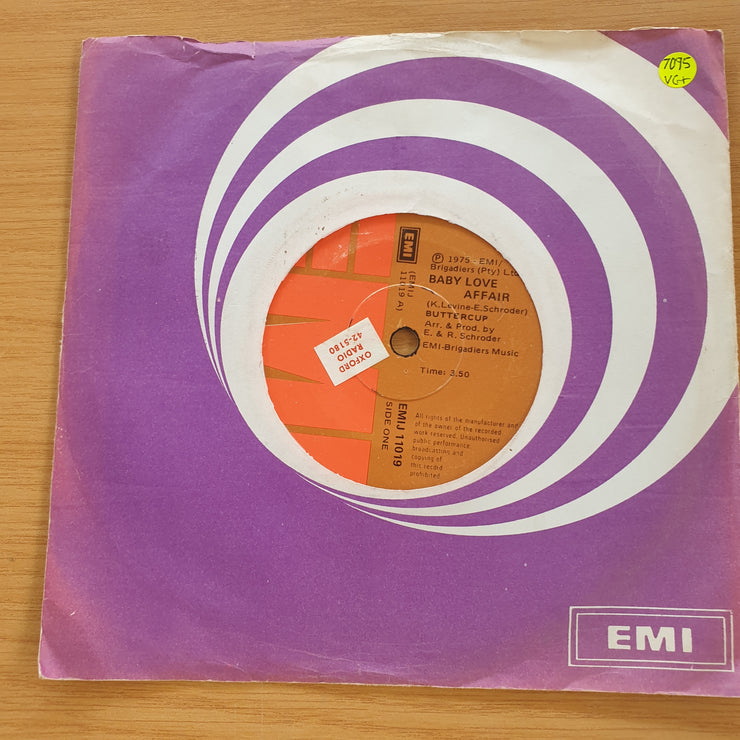 7095
VG+
EMI
(EMIJ
11019 A)
℗ 1975 - EMI/
Brigadiers (Pty) Ltd
BABY LOVE
AFFAIR
(K. Levine-E. Schroder)
BUTTERCUP
Arr. & Prod. by
E. & R. Schroder
EMI-Brigadiers Music
Time: 3.50
OXFORD
RADIO
42-5180
EMIJ 11019
SIDE ONE
All rights of the manufacturer and
of the owner of the recorded
work reserved. Unauthorised
public performance,
broadcasting and
copying of
this record
prohibited
EMI